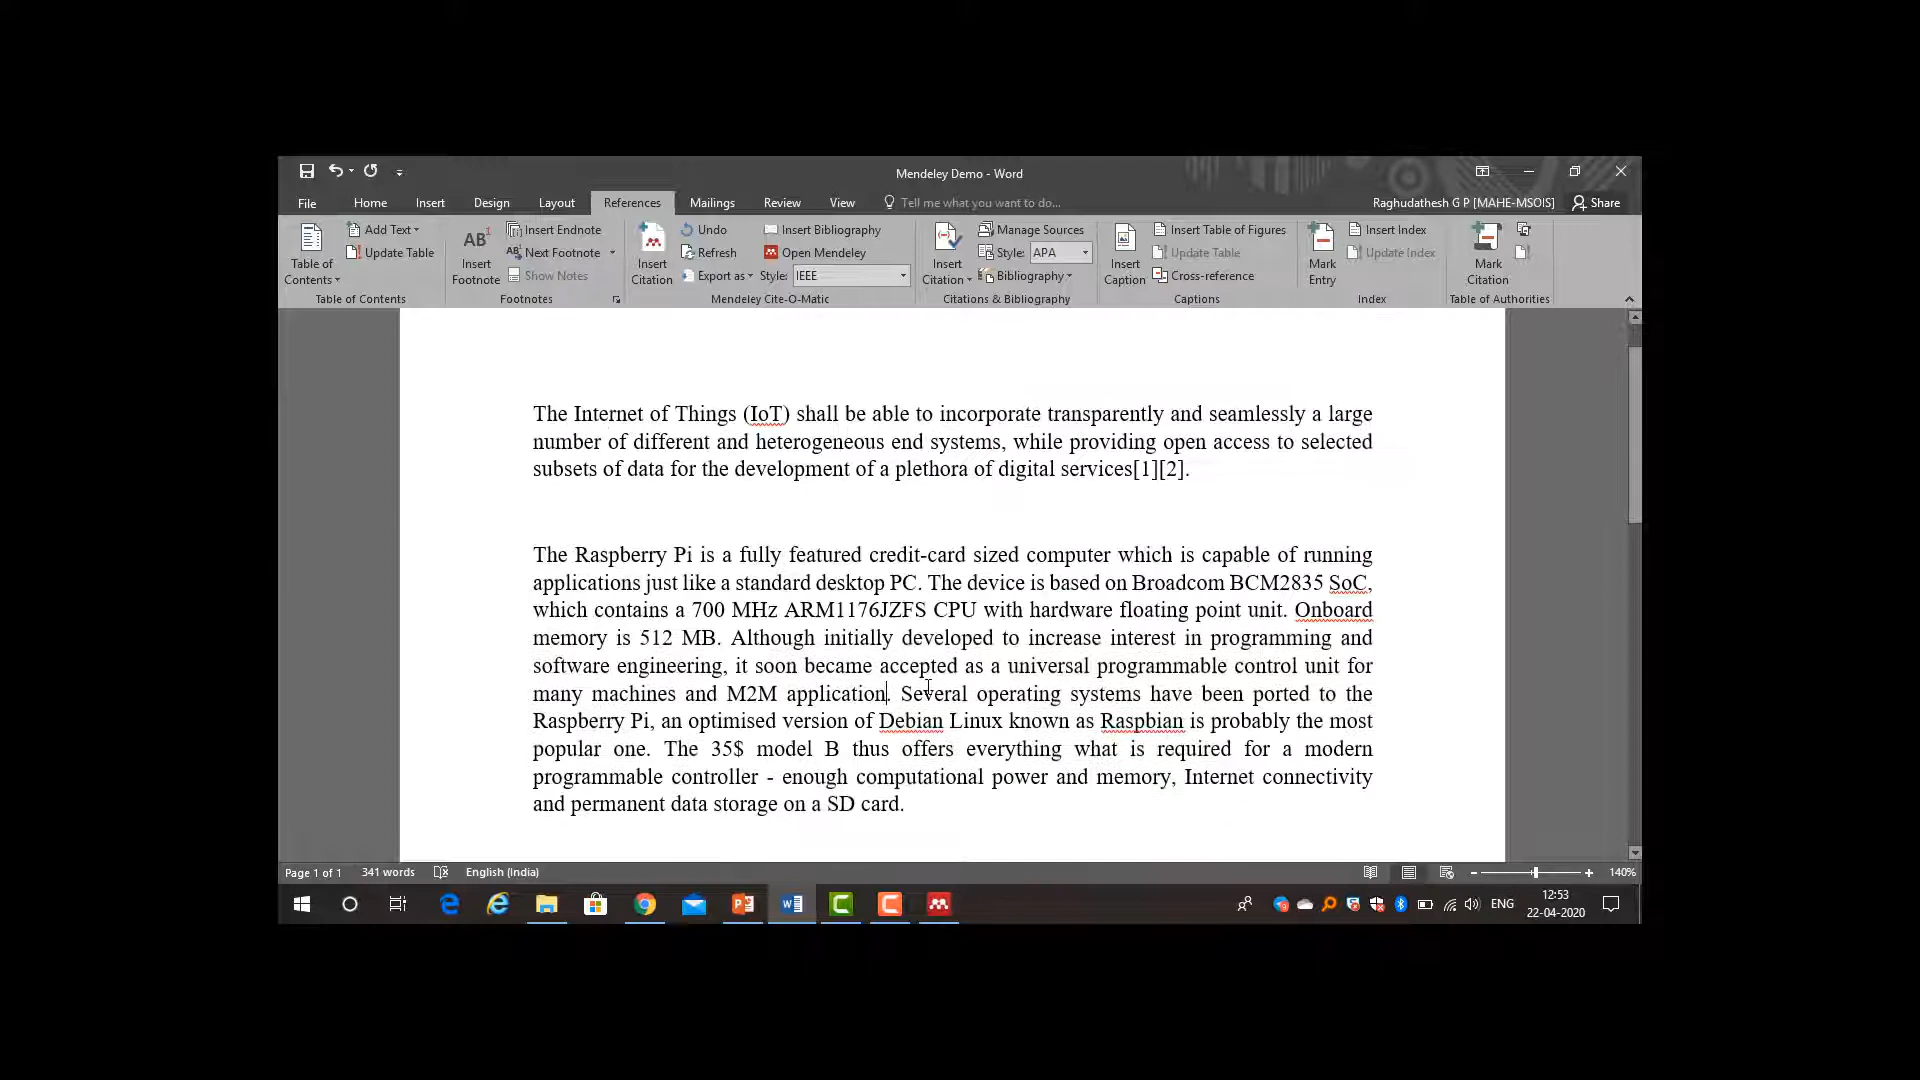 Mendeley Demo - Word
File Home Insert Design Layout References Mailings Review View Tell me what you want to do... Raghudathesh G P [MAHE-MSOIS] Share
Table of Contents
Add Text
Update Table
Table of Contents
AB1
Insert Footnote
Insert Endnote
AB1 Next Footnote
Show Notes
Footnotes
Insert Citation
Undo
Refresh
Export as
Insert Bibliography
Open Mendeley
Style: IEEE
Mendeley Cite-O-Matic
Insert Citation
Manage Sources
Style: APA
Bibliography
Citations & Bibliography
Insert Caption
Insert Table of Figures
Update Table
Cross-reference
Captions
Mark Entry
Insert Index
Update Index
Index
Mark Citation
Table of Authorities
The Internet of Things (IoT) shall be able to incorporate transparently and seamlessly a large
number of different and heterogeneous end systems, while providing open access to selected
subsets of data for the development of a plethora of digital services[1][2].
The Raspberry Pi is a fully featured credit-card sized computer which is capable of running
applications just like a standard desktop PC. The device is based on Broadcom BCM2835 SoC,
which contains a 700 MHz ARM1176JZFS CPU with hardware floating point unit. Onboard
memory is 512 MB. Although initially developed to increase interest in programming and
software engineering, it soon became accepted as a universal programmable control unit for
many machines and M2M application. Several operating systems have been ported to the
Raspberry Pi, an optimised version of Debian Linux known as Raspbian is probably the most
popular one. The 35$ model B thus offers everything what is required for a modern
programmable controller - enough computational power and memory, Internet connectivity
and permanent data storage on a SD card.
Page 1 of 1 341 words English (India) 140%
ENG
12:53
22-04-2020